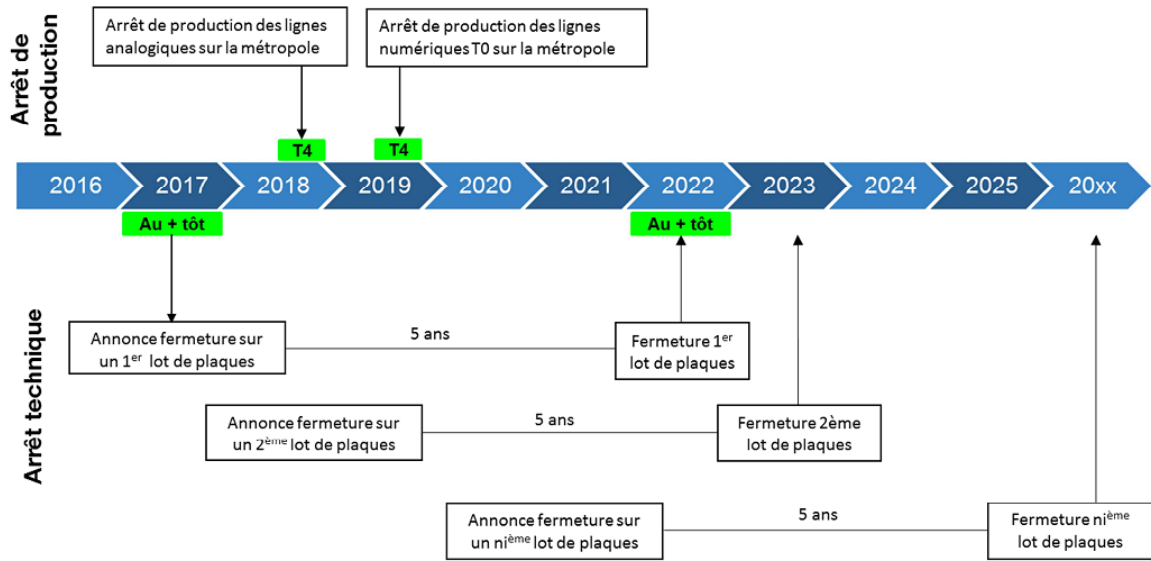 Arrêt de
production
Arrêt de production des lignes
analogiques sur la métropole
Arrêt de production des lignes
numériques T0 sur la métropole
T4
T4
2016
2017
2018
2019
2020
2021
2022
2023
2024
2025
20xx
Au + tôt
Au + tôt
Arrêt technique
Annonce fermeture sur
un 1er lot de plaques
5 ans
Fermeture 1er
lot de plaques
Annonce fermeture sur
un 2ème lot de plaques
5 ans
Fermeture 2ème
lot de plaques
Annonce fermeture sur
un nième lot de plaques
5 ans
Fermeture nième
lot de plaques